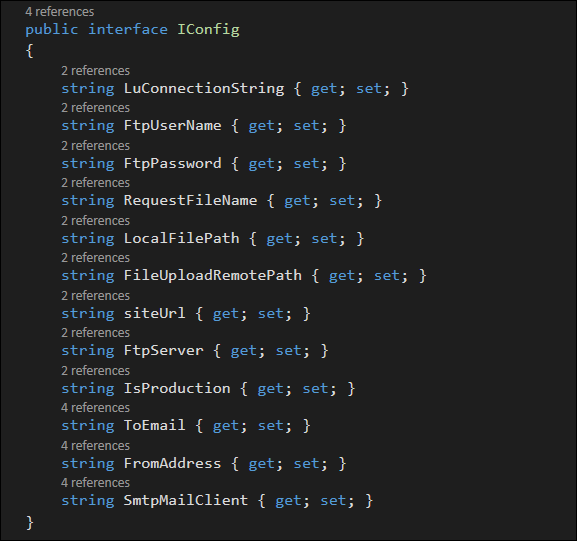 4 references
public interface IConfig
{
2 references
string LuConnectionString { get; set; }
2 references
string FtpUserName { get; set; }
2 references
string FtpPassword { get; set; }
2 references
string RequestFileName { get; set; }
2 references
string LocalFilePath { get; set; }
2 references
string FileUploadRemotePath { get; set; }
2 references
string siteUrl { get; set; }
2 references
string FtpServer { get; set; }
2 references
string IsProduction { get; set; }
4 references
string ToEmail { get; set; }
4 references
string FromAddress { get; set; }
4 references
string SmtpMailClient { get; set; }
}